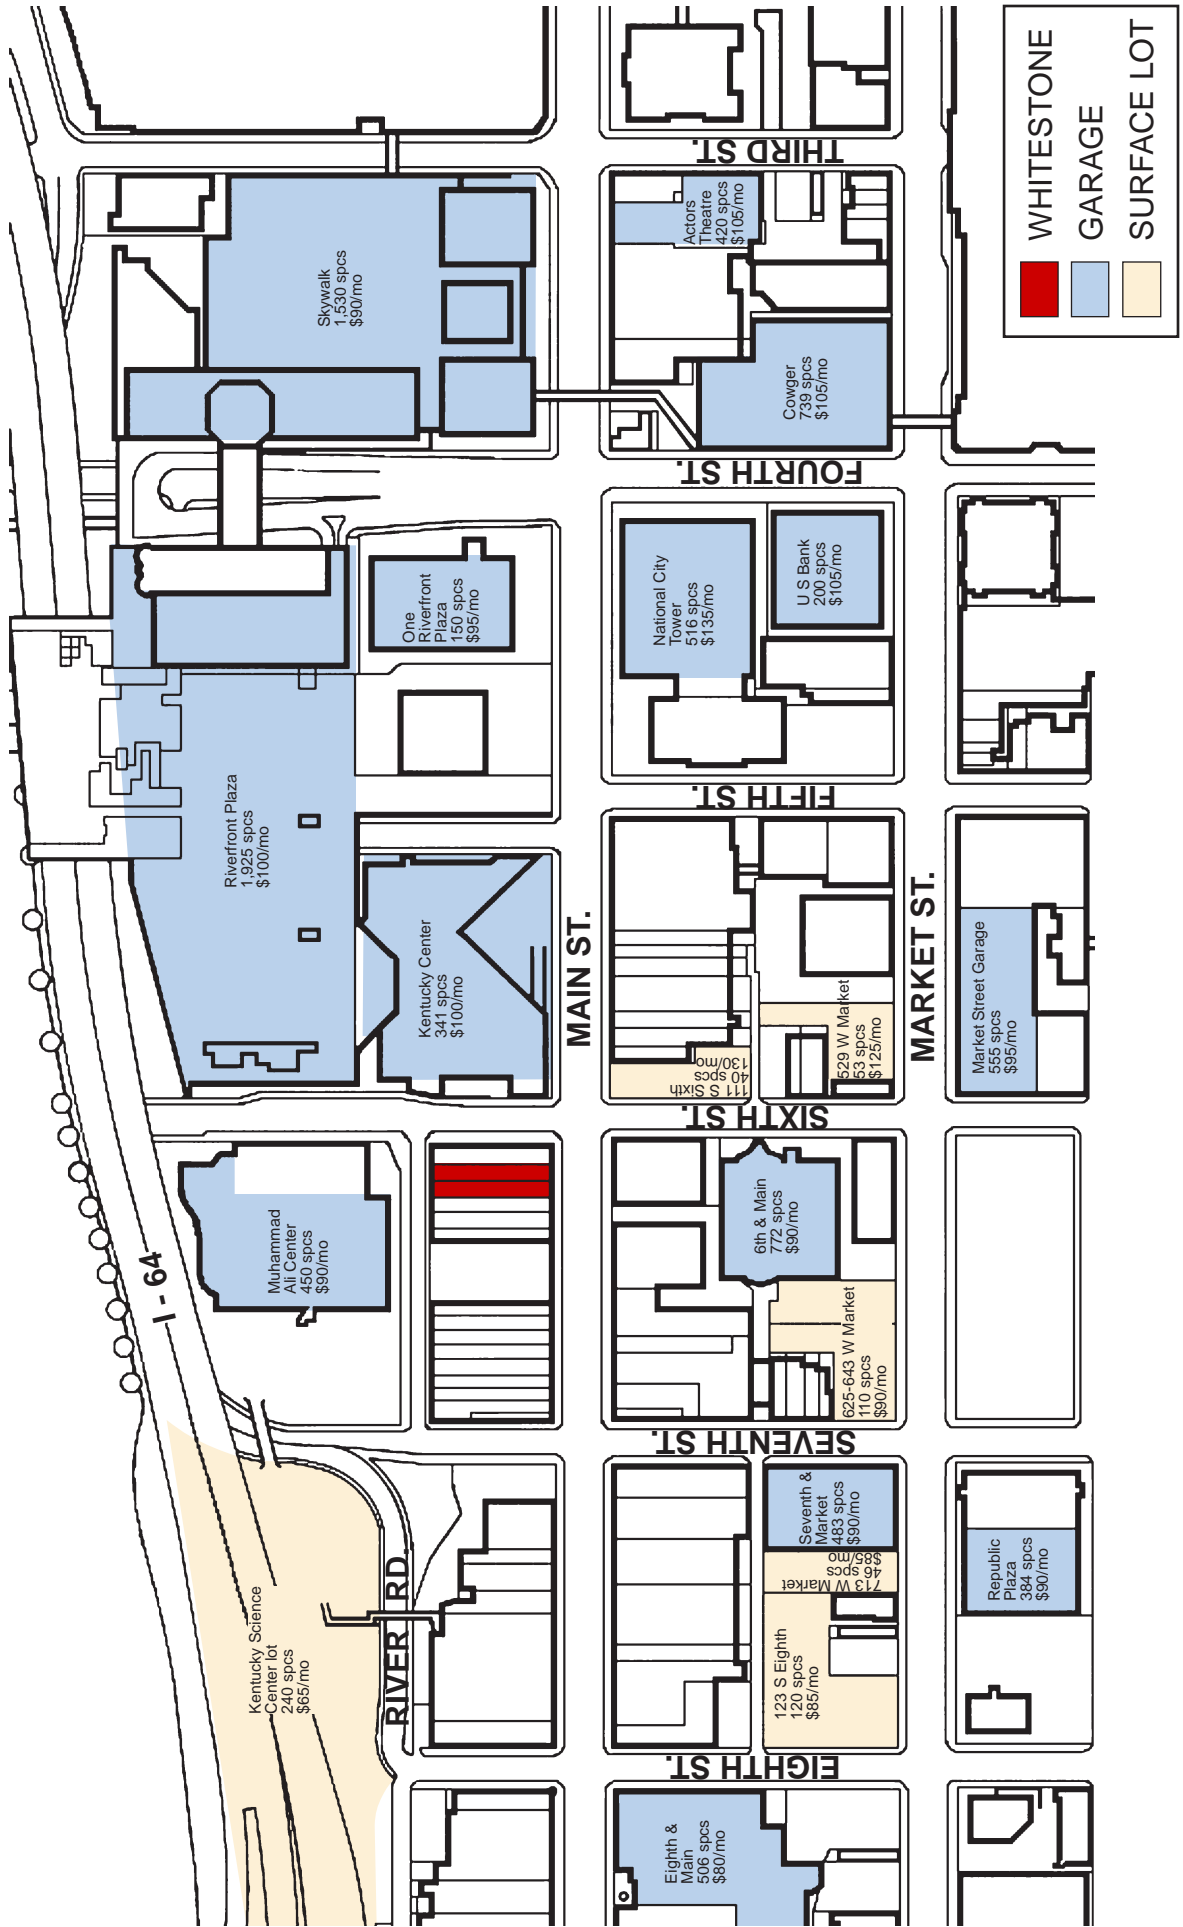 WHITESTONE
GARAGE
SURFACE LOT
THIRD ST.
Skywalk
1,530 spcs
$90/mo
Actors
Theatre
420 spcs
$105/mo
Cowger
739 spcs
$105/mo
FOURTH ST.
One
Riverfront
Plaza
150 spcs
$95/mo
National City
Tower
516 spcs
$135/mo
U S Bank
200 spcs
$105/mo
FIFTH ST.
Riverfront Plaza
1,925 spcs
$100/mo
Kentucky Center
341 spcs
$100/mo
MAIN ST.
529 W Market
53 spcs
$125/mo
111 S Sixth
40 spcs
130/mo
MARKET ST.
Market Street Garage
555 spcs
$95/mo
SIXTH ST.
I - 64
Muhammad
Ali Center
450 spcs
$90/mo
6th & Main
772 spcs
$90/mo
625-643 W Market
110 spcs
$90/mo
SEVENTH ST.
Kentucky Science
Center lot
240 spcs
$65/mo
RIVER RD.
Seventh &
Market
483 spcs
$90/mo
713 W Market
46 spcs
$85/mo
123 S Eighth
120 spcs
$85/mo
Republic
Plaza
384 spcs
$90/mo
EIGHTH ST.
Eighth &
Main
506 spcs
$80/mo